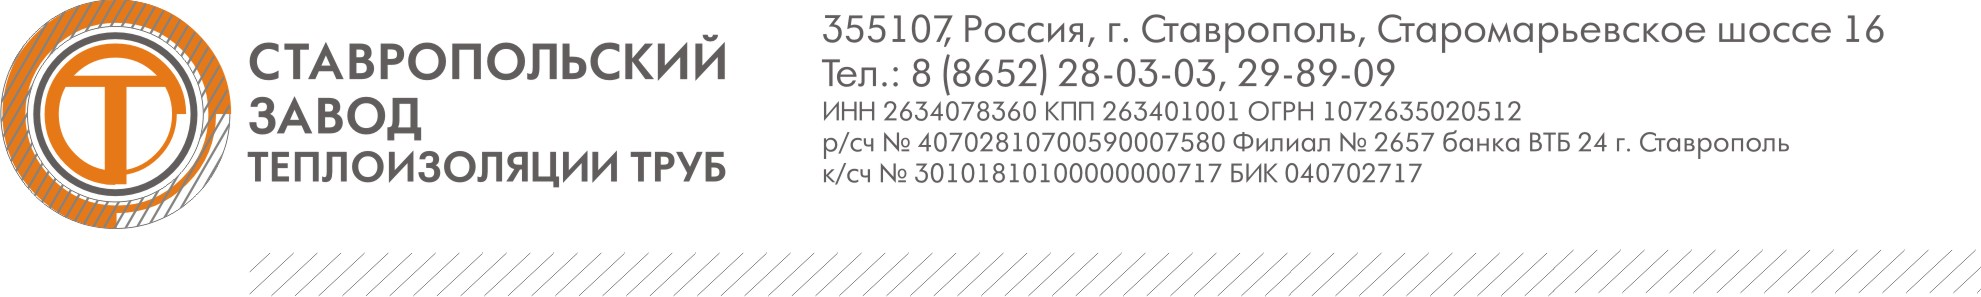 СТАВРОПОЛЬСКИЙ
ЗАВОД
ТЕПЛОИЗОЛЯЦИИ ТРУБ
355107, Россия, г. Ставрополь, Старомарьевское шоссе 16
Тел.: 8 (8652) 28-03-03, 29-89-09
ИНН 2634078360 КПП 263401001 ОГРН 1072635020512
р/сч № 40702810700590007580 Филиал № 2657 банка ВТБ 24 г. Ставрополь
к/сч № 30101810100000000717 БИК 040702717